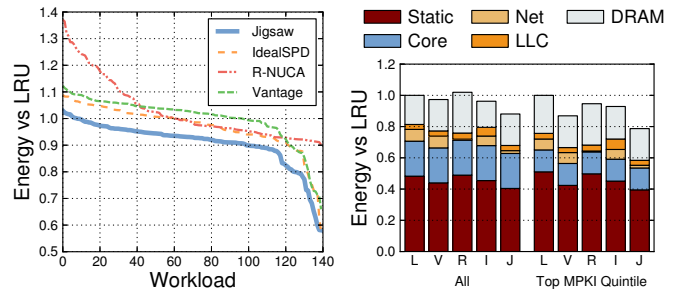 1.4
1.3
1.2
1.1
1.0
0.9
0.8
0.7
0.6
0.5
Energy vs LRU
0 20 40 60 80 100 120 140
Workload
Jigsaw
IdealSPD
R-NUCA
Vantage
Static Net DRAM
Core LLC
1.2
1.0
0.8
0.6
0.4
0.2
0.0
Energy vs LRU
L V R I J L V R I J
All Top MPKI Quintile